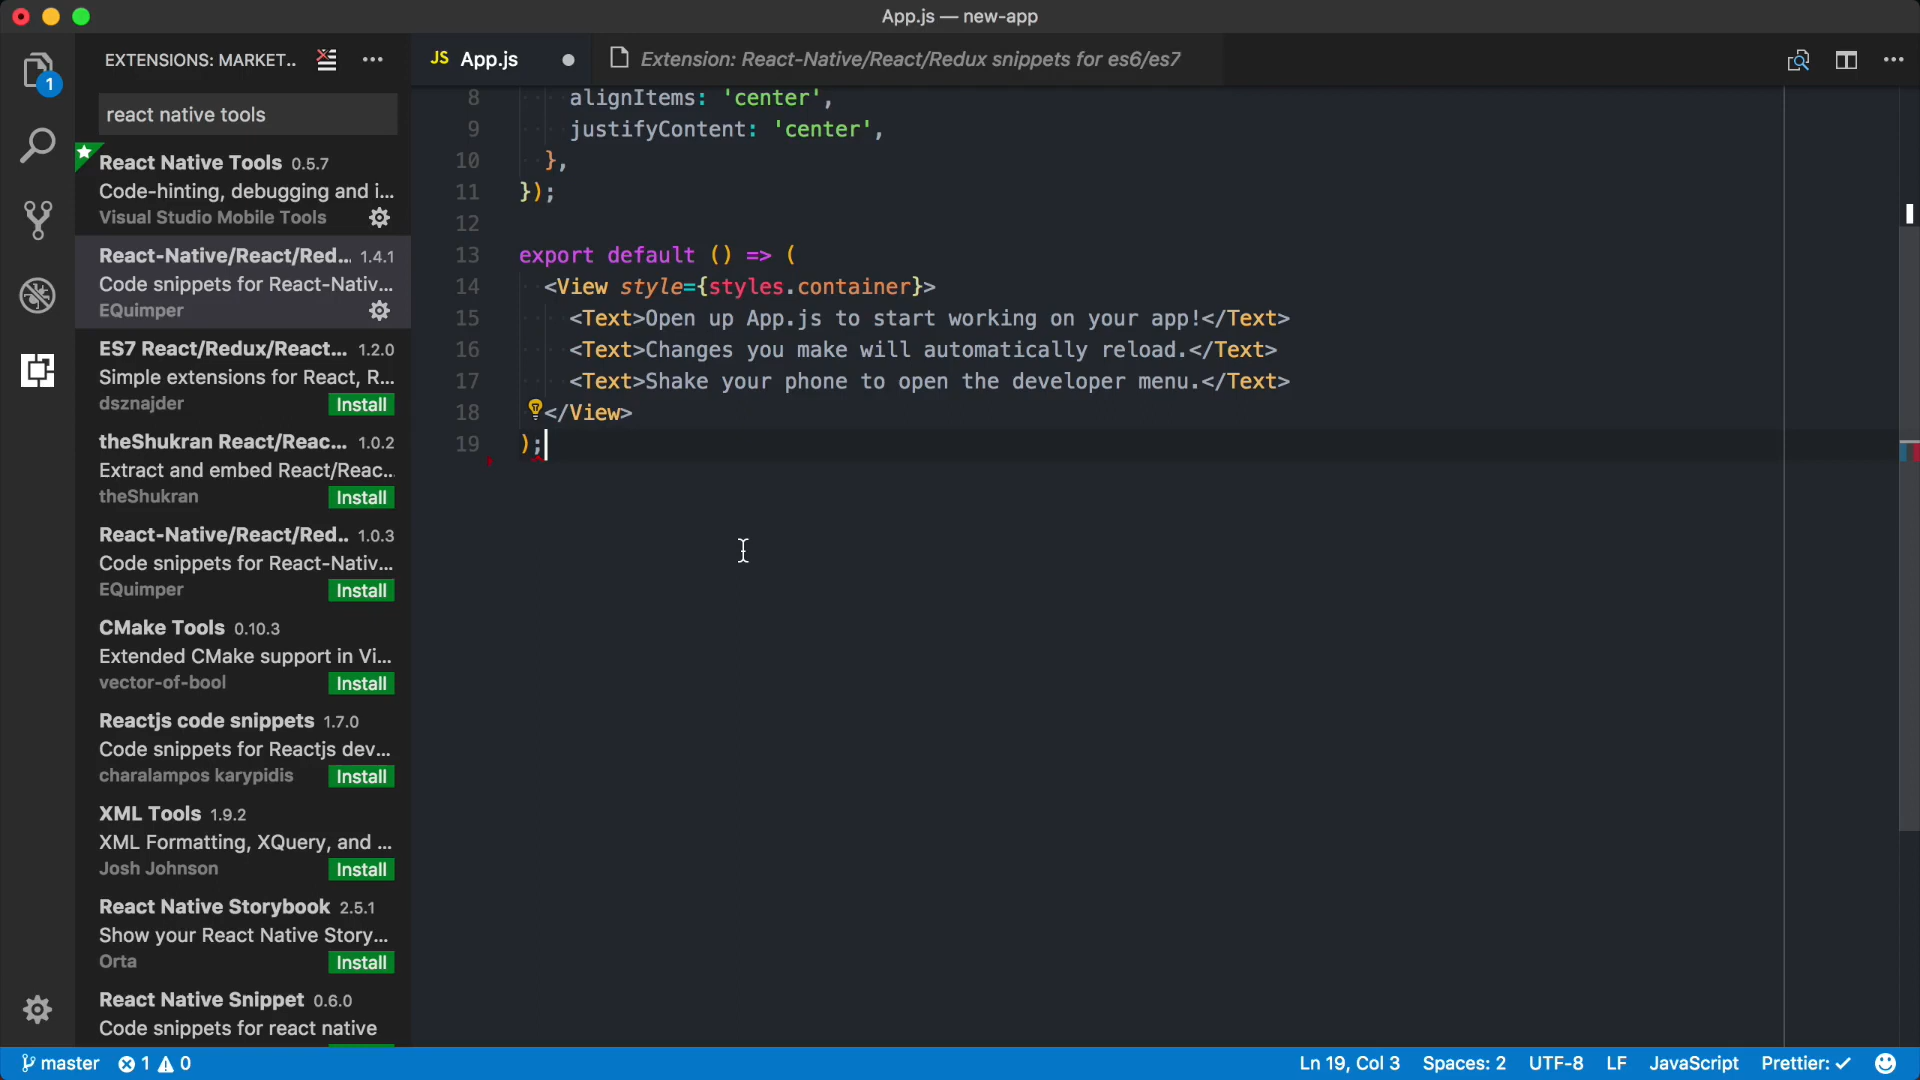 App.js — new-app
EXTENSIONS: MARKET...
JS App.js
Extension: React-Native/React/Redux snippets for es6/es7
1
react native tools
React Native Tools 0.5.7
Code-hinting, debugging and i...
Visual Studio Mobile Tools
React-Native/React/Red... 1.4.1
Code snippets for React-Nativ...
EQuimper
ES7 React/Redux/React... 1.2.0
Simple extensions for React, R...
dsznajder Install
theShukran React/Reac... 1.0.2
Extract and embed React/Reac...
theShukran Install
React-Native/React/Red... 1.0.3
Code snippets for React-Nativ...
EQuimper Install
CMake Tools 0.10.3
Extended CMake support in Vi...
vector-of-bool Install
Reactjs code snippets 1.7.0
Code snippets for Reactjs dev...
charalampos karypidis Install
XML Tools 1.9.2
XML Formatting, XQuery, and ...
Josh Johnson Install
React Native Storybook 2.5.1
Show your React Native Story...
Orta Install
React Native Snippet 0.6.0
Code snippets for react native
8 alignItems: 'center',
9 justifyContent: 'center',
10 },
11 });
12
13 export default () => (
14 <View style={styles.container}>
15 <Text>Open up App.js to start working on your app!</Text>
16 <Text>Changes you make will automatically reload.</Text>
17 <Text>Shake your phone to open the developer menu.</Text>
18 </View>
19 );
master 1 0
Ln 19, Col 3 Spaces: 2 UTF-8 LF JavaScript Prettier: ✓